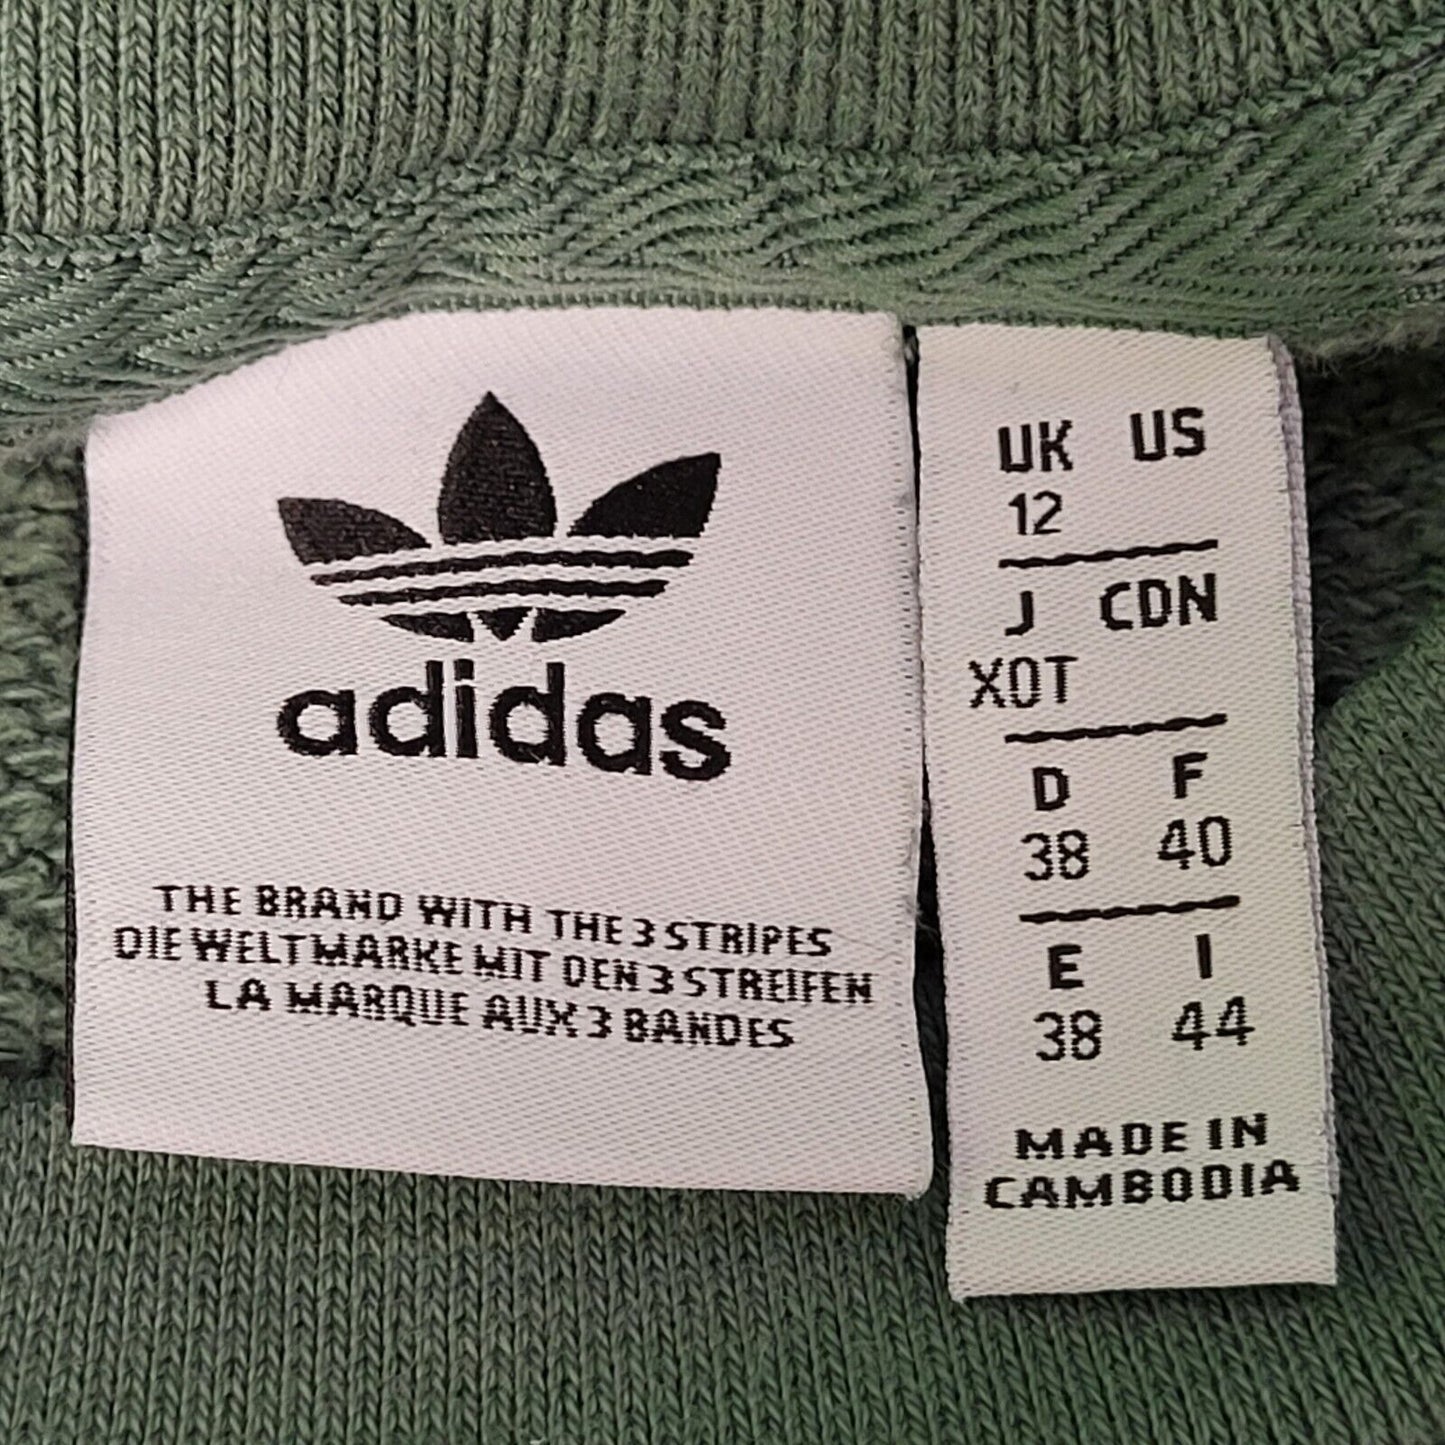 adidas
THE BRAND WITH THE 3 STRIPES
DIE WELTMARKE MIT DEN 3 STREIFEN
LA MARQUE AUX 3 BANDES
UK US
12
J CDN
XOT
D F
38 40
E I
38 44
MADE IN
CAMBODIA